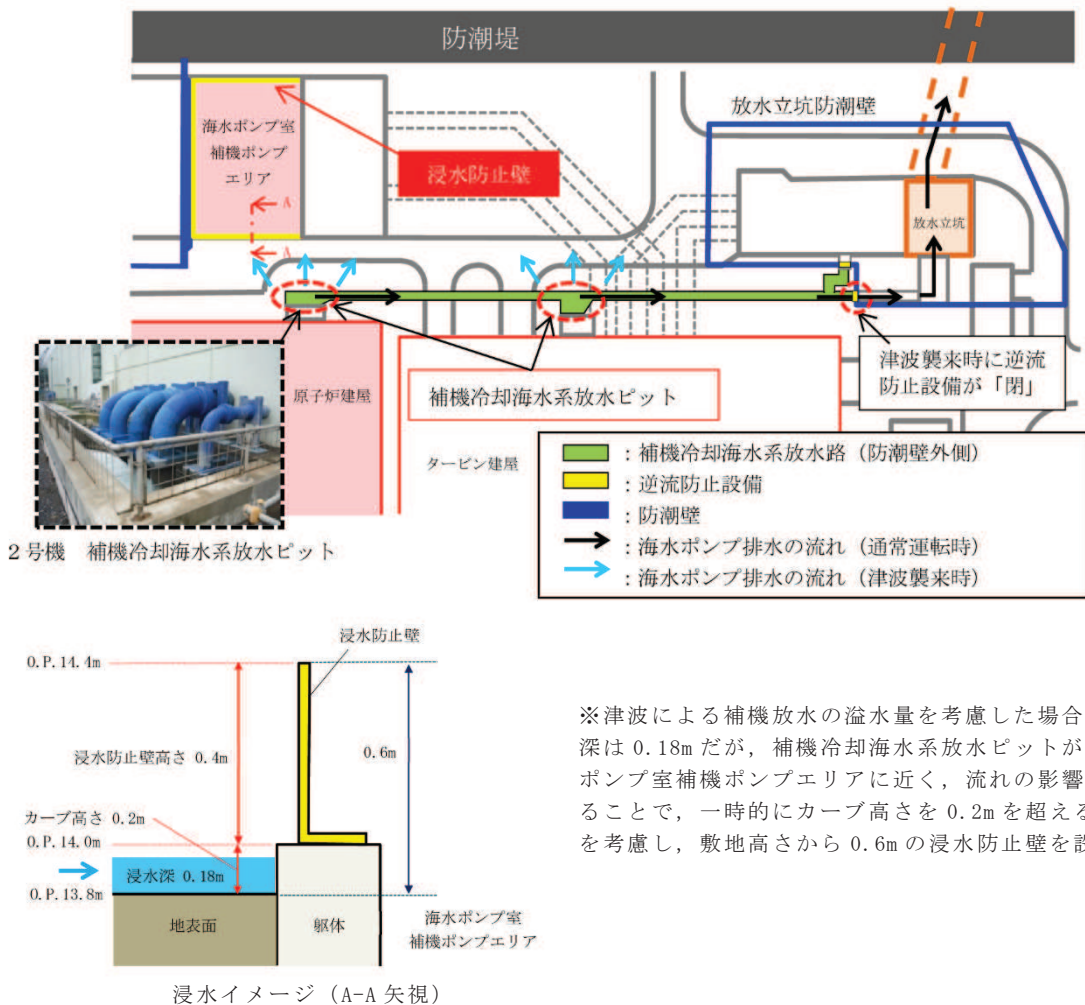 防潮堤
放水立坑防潮壁
海水ポンプ室
補機ポンプ
エリア
浸水防止壁
A
A
放水立坑
津波襲来時に逆流
防止設備が「閉」
原子炉建屋
補機冷却海水系放水ピット
タービン建屋
：補機冷却海水系放水路（防潮壁外側）
：逆流防止設備
：防潮壁
：海水ポンプ排水の流れ（通常運転時）
：海水ポンプ排水の流れ（津波襲来時）
2号機　補機冷却海水系放水ピット
浸水防止壁
O.P.14.4m
浸水防止壁高さ 0.4m
0.6m
カーブ高さ 0.2m
O.P.14.0m
浸水深 0.18m
O.P.13.8m
地表面
躯体
海水ポンプ室
補機ポンプエリア
浸水イメージ（A-A 矢視）
※津波による補機放水の溢水量を考慮した場合
深は 0.18m だが，補機冷却海水系放水ピットが
ポンプ室補機ポンプエリアに近く，流れの影響
ることで，一時的にカーブ高さを 0.2m を超える
を考慮し，敷地高さから 0.6m の浸水防止壁を設